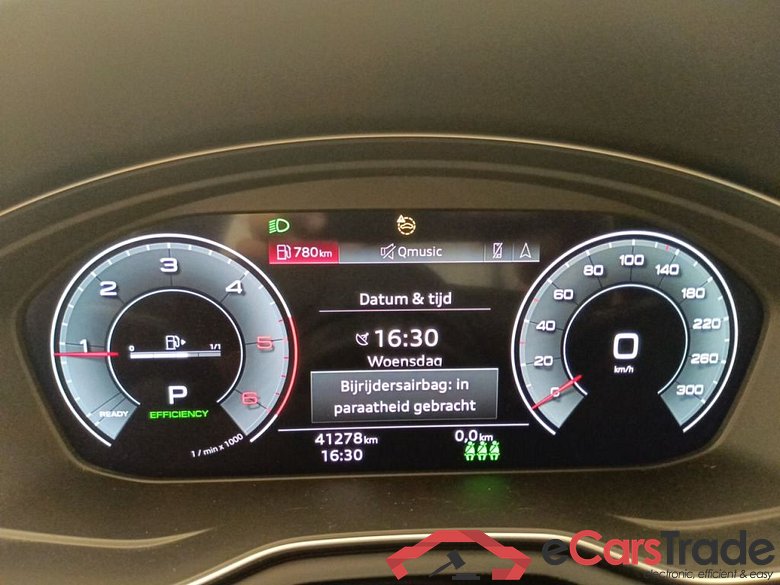 780km
Qmusic
Datum & tijd
16:30
Woensdag
Bijrijdersairbag: in
paraatheid gebracht
41278km
0,0km
16:30
READY 1 2 3 4 5 6
0 1/1
P
EFFICIENCY
1 / min x 1000
0 20 40 60 80 100 140 180 220 260 300
0
km/h
eCarsTrade
electronic, efficient & easy